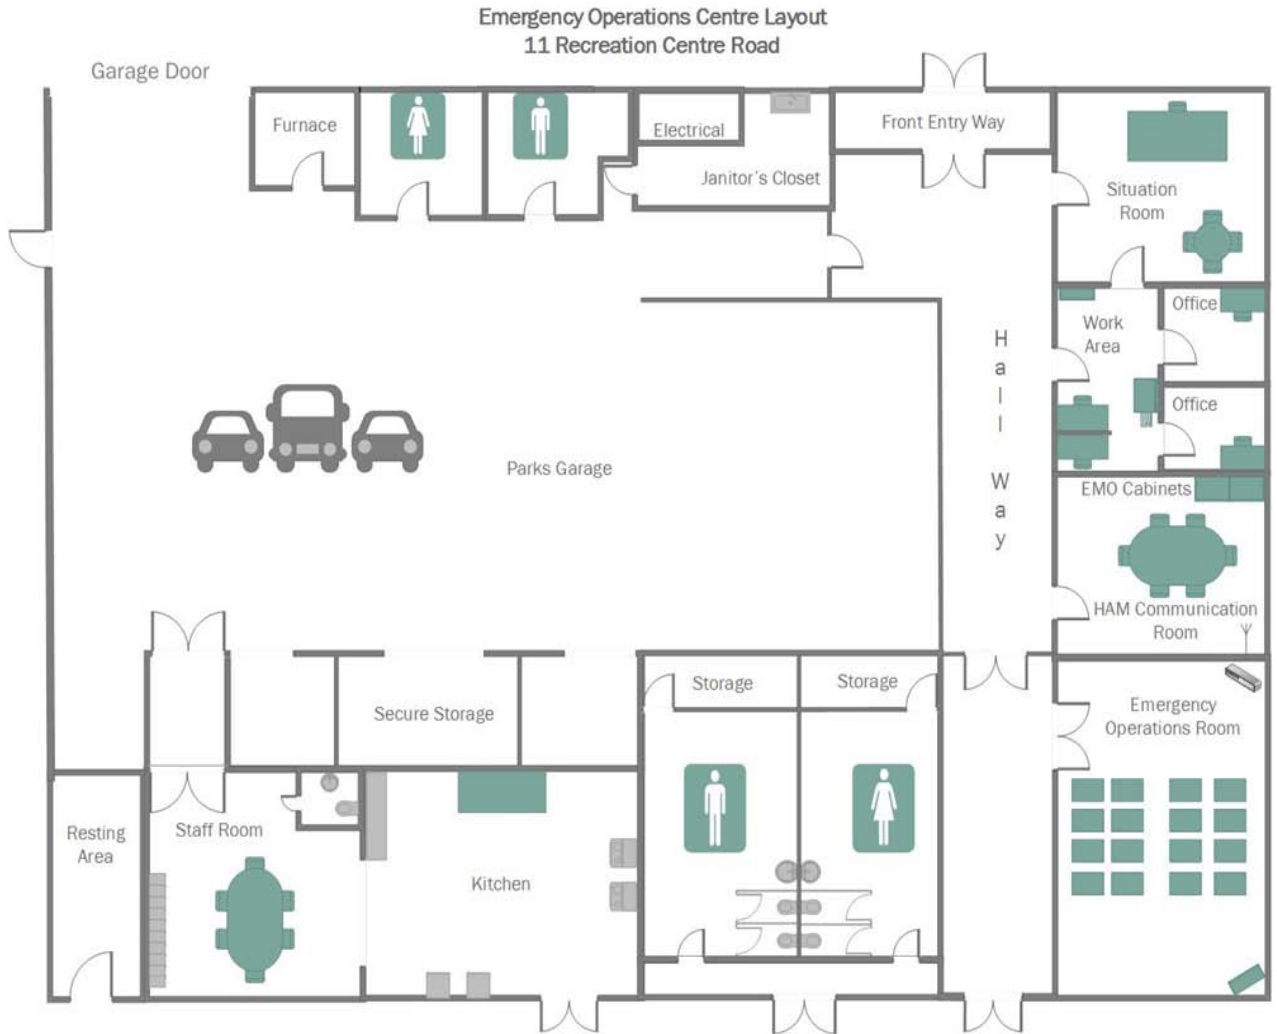 Emergency Operations Centre Layout
11 Recreation Centre Road
Garage Door
Furnace
Electrical
Janitor's Closet
Front Entry Way
Situation
Room
Work
Area
Office
Office
Hall Way
Parks Garage
EMO Cabinets
HAM Communication
Room
Secure Storage
Storage
Storage
Emergency
Operations Room
Resting
Area
Staff Room
Kitchen